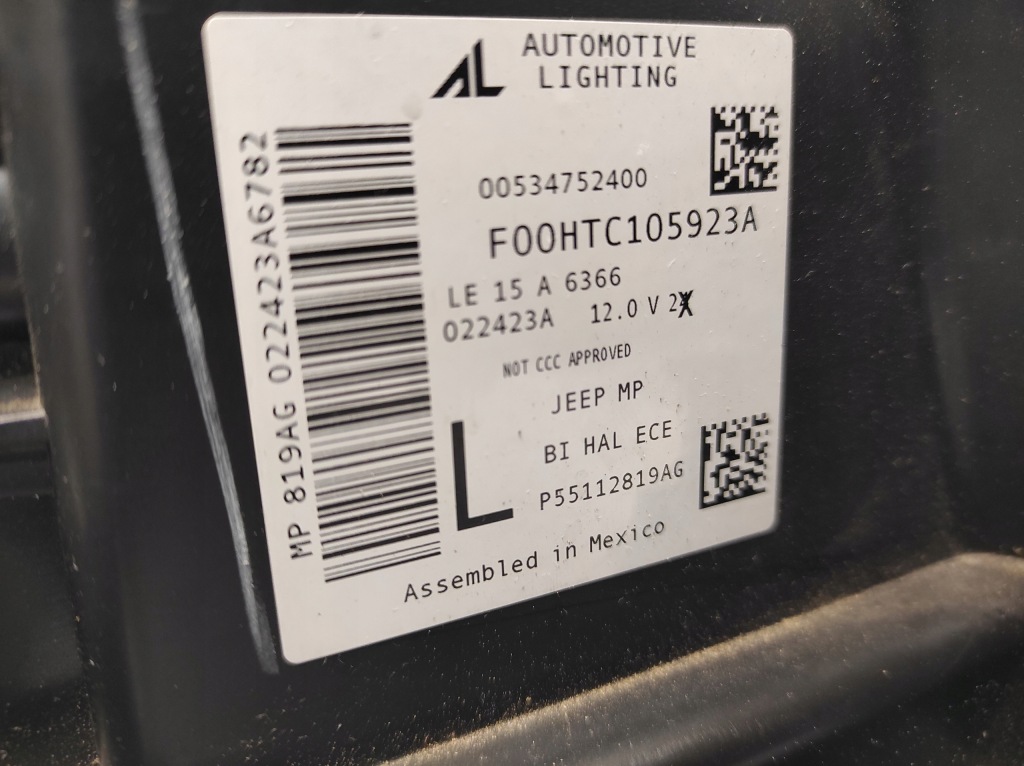 AL AUTOMOTIVE
LIGHTING
00534752400
F00HTC105923A
LE 15 A 6366
022423A 12.0 V
NOT CCC APPROVED
JEEP MP
BI HAL ECE
L P55112819AG
Assembled in Mexico
MP 819AG 022423A6782